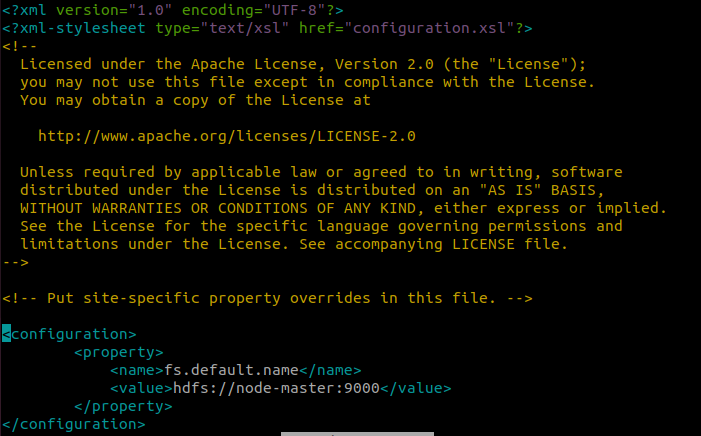 <?xml version="1.0" encoding="UTF-8"?>
<?xml-stylesheet type="text/xsl" href="configuration.xsl"?>
<!--
  Licensed under the Apache License, Version 2.0 (the "License");
  you may not use this file except in compliance with the License.
  You may obtain a copy of the License at

    http://www.apache.org/licenses/LICENSE-2.0

  Unless required by applicable law or agreed to in writing, software
  distributed under the License is distributed on an "AS IS" BASIS,
  WITHOUT WARRANTIES OR CONDITIONS OF ANY KIND, either express or implied.
  See the License for the specific language governing permissions and
  limitations under the License. See accompanying LICENSE file.
-->

<!-- Put site-specific property overrides in this file. -->

<configuration>
        <property>
            <name>fs.default.name</name>
            <value>hdfs://node-master:9000</value>
        </property>
</configuration>